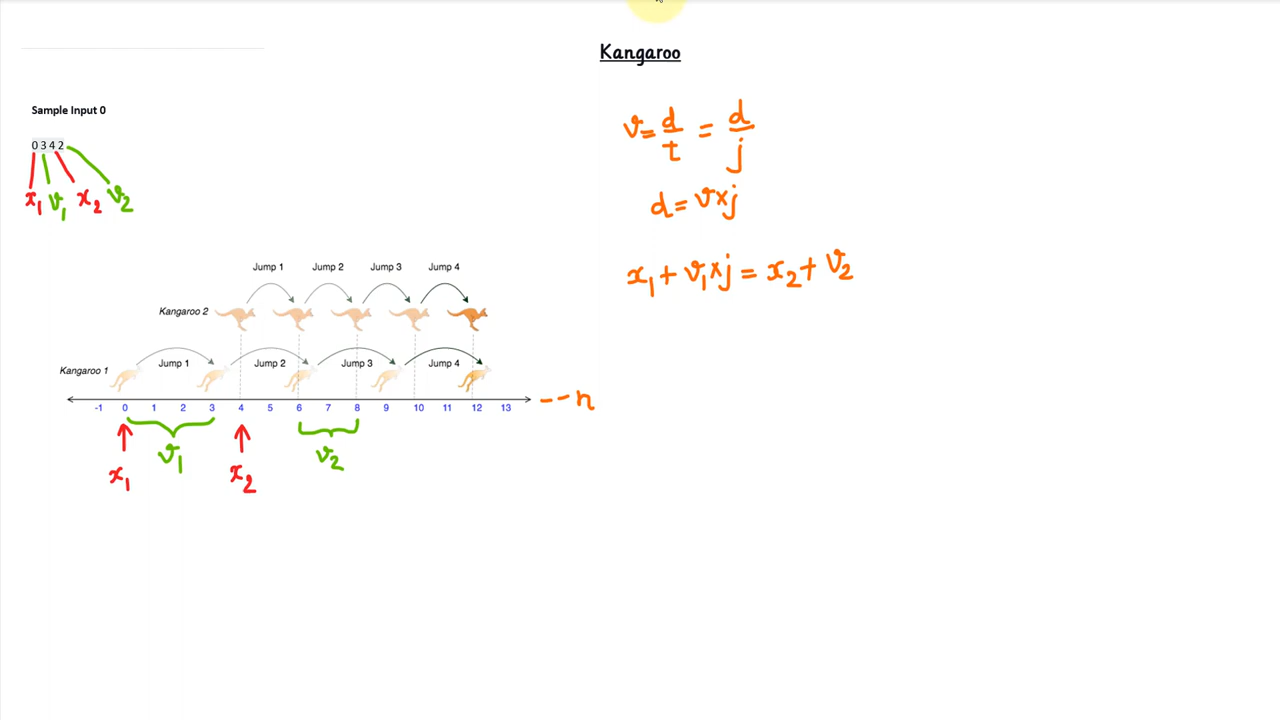 Kangaroo
Sample Input 0
0 3 4 2
x₁ v₁ x₂ v₂
v = d/t = d/j
d = v×j
x₁ + v₁×j = x₂ + v₂
Jump 1 Jump 2 Jump 3 Jump 4
Kangaroo 2
Jump 1 Jump 2 Jump 3 Jump 4
Kangaroo 1
-1 0 1 2 3 4 5 6 7 8 9 10 11 12 13 -- n
v₁ v₂
x₁ x₂